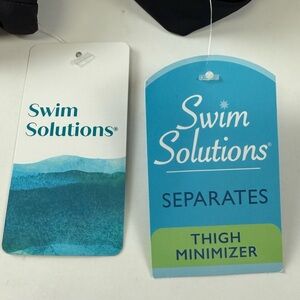 Swim
Solutions®
Swim
Solutions®
SEPARATES
THIGH
MINIMIZER